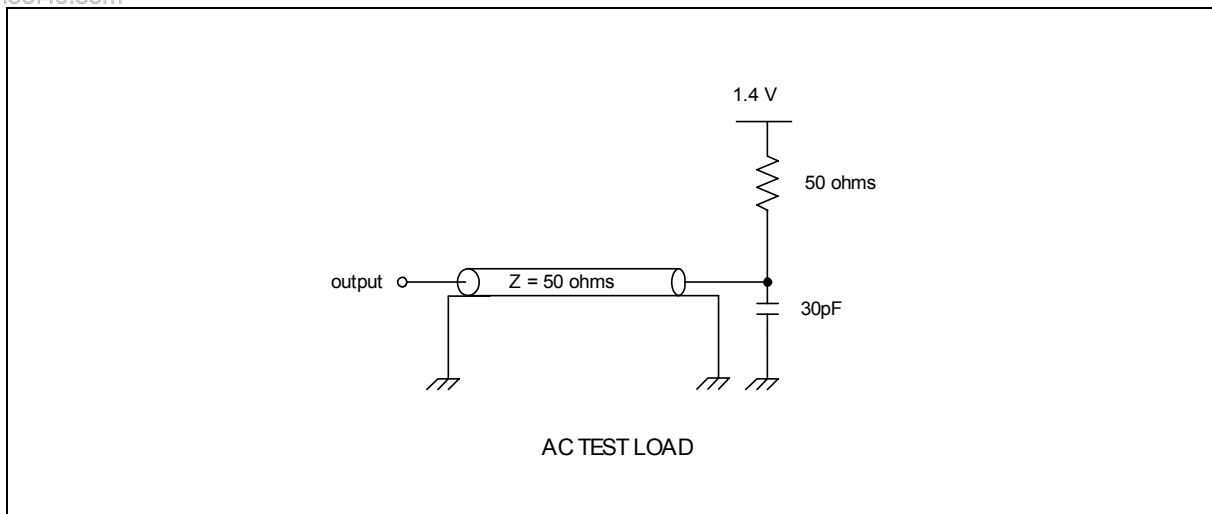 1.4 V
50 ohms
output
Z = 50 ohms
30pF
AC TEST LOAD